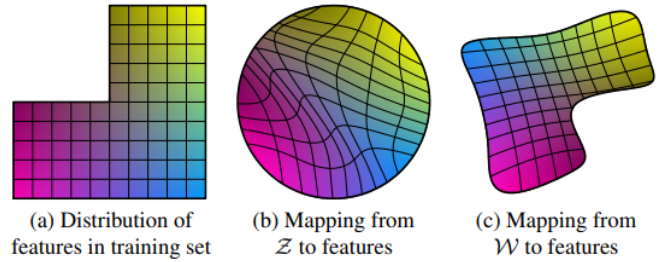 (a) Distribution of
features in training set
(b) Mapping from
𝒵 to features
(c) Mapping from
𝒲 to features